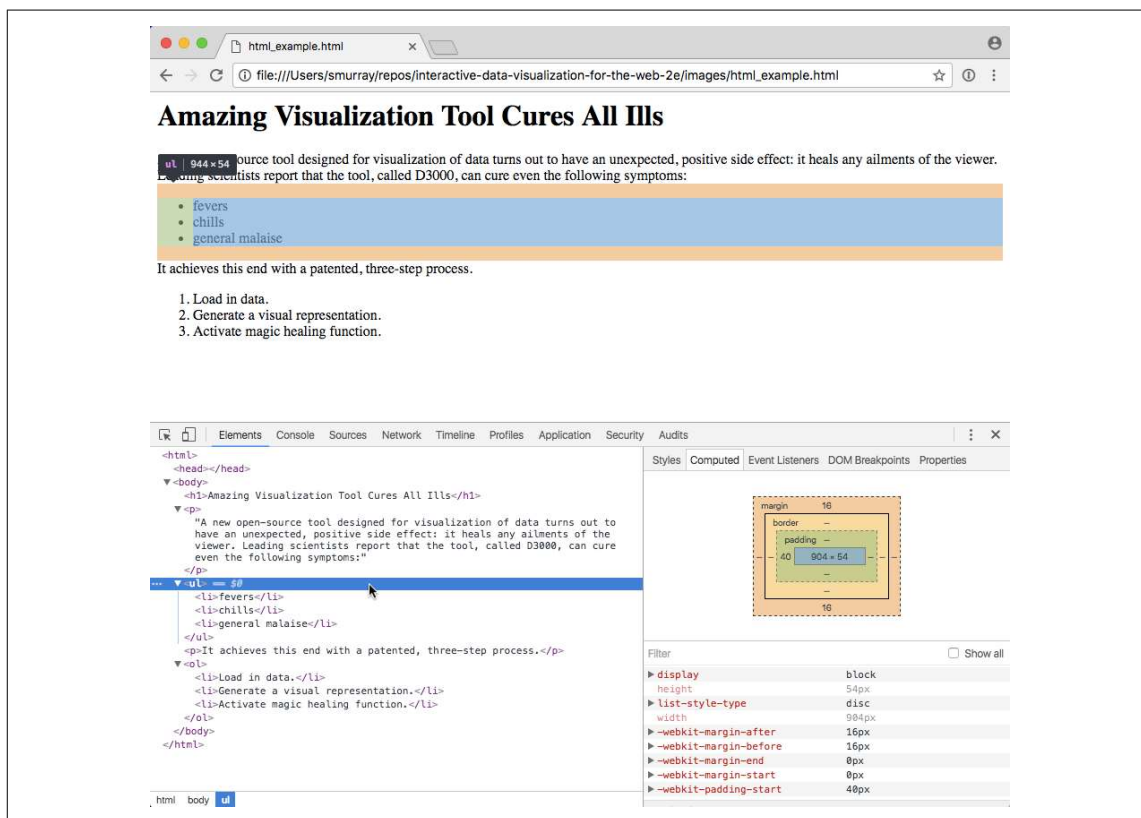 html_example.html
file:///Users/smurray/repos/interactive-data-visualization-for-the-web-2e/images/html_example.html
Amazing Visualization Tool Cures All Ills
ul 944 × 54 ource tool designed for visualization of data turns out to have an unexpected, positive side effect: it heals any ailments of the viewer.
Leading scientists report that the tool, called D3000, can cure even the following symptoms:
• fevers
• chills
• general malaise
It achieves this end with a patented, three-step process.
1. Load in data.
2. Generate a visual representation.
3. Activate magic healing function.
Elements Console Sources Network Timeline Profiles Application Security Audits
<html>
<head></head>
▼<body>
<h1>Amazing Visualization Tool Cures All Ills</h1>
▼<p>
"A new open-source tool designed for visualization of data turns out to
have an unexpected, positive side effect: it heals any ailments of the
viewer. Leading scientists report that the tool, called D3000, can cure
even the following symptoms:"
</p>
... ▼<ul> == $0
<li>fevers</li>
<li>chills</li>
<li>general malaise</li>
</ul>
<p>It achieves this end with a patented, three-step process.</p>
▼<ol>
<li>Load in data.</li>
<li>Generate a visual representation.</li>
<li>Activate magic healing function.</li>
</ol>
</body>
</html>
html body ul
Styles Computed Event Listeners DOM Breakpoints Properties
margin 16
border –
padding –
– – 40 904 × 54 – – –
–
–
16
Filter Show all
▶ display block
height 54px
▶ list-style-type disc
width 904px
▶ -webkit-margin-after 16px
▶ -webkit-margin-before 16px
▶ -webkit-margin-end 0px
▶ -webkit-margin-start 0px
▶ -webkit-padding-start 40px